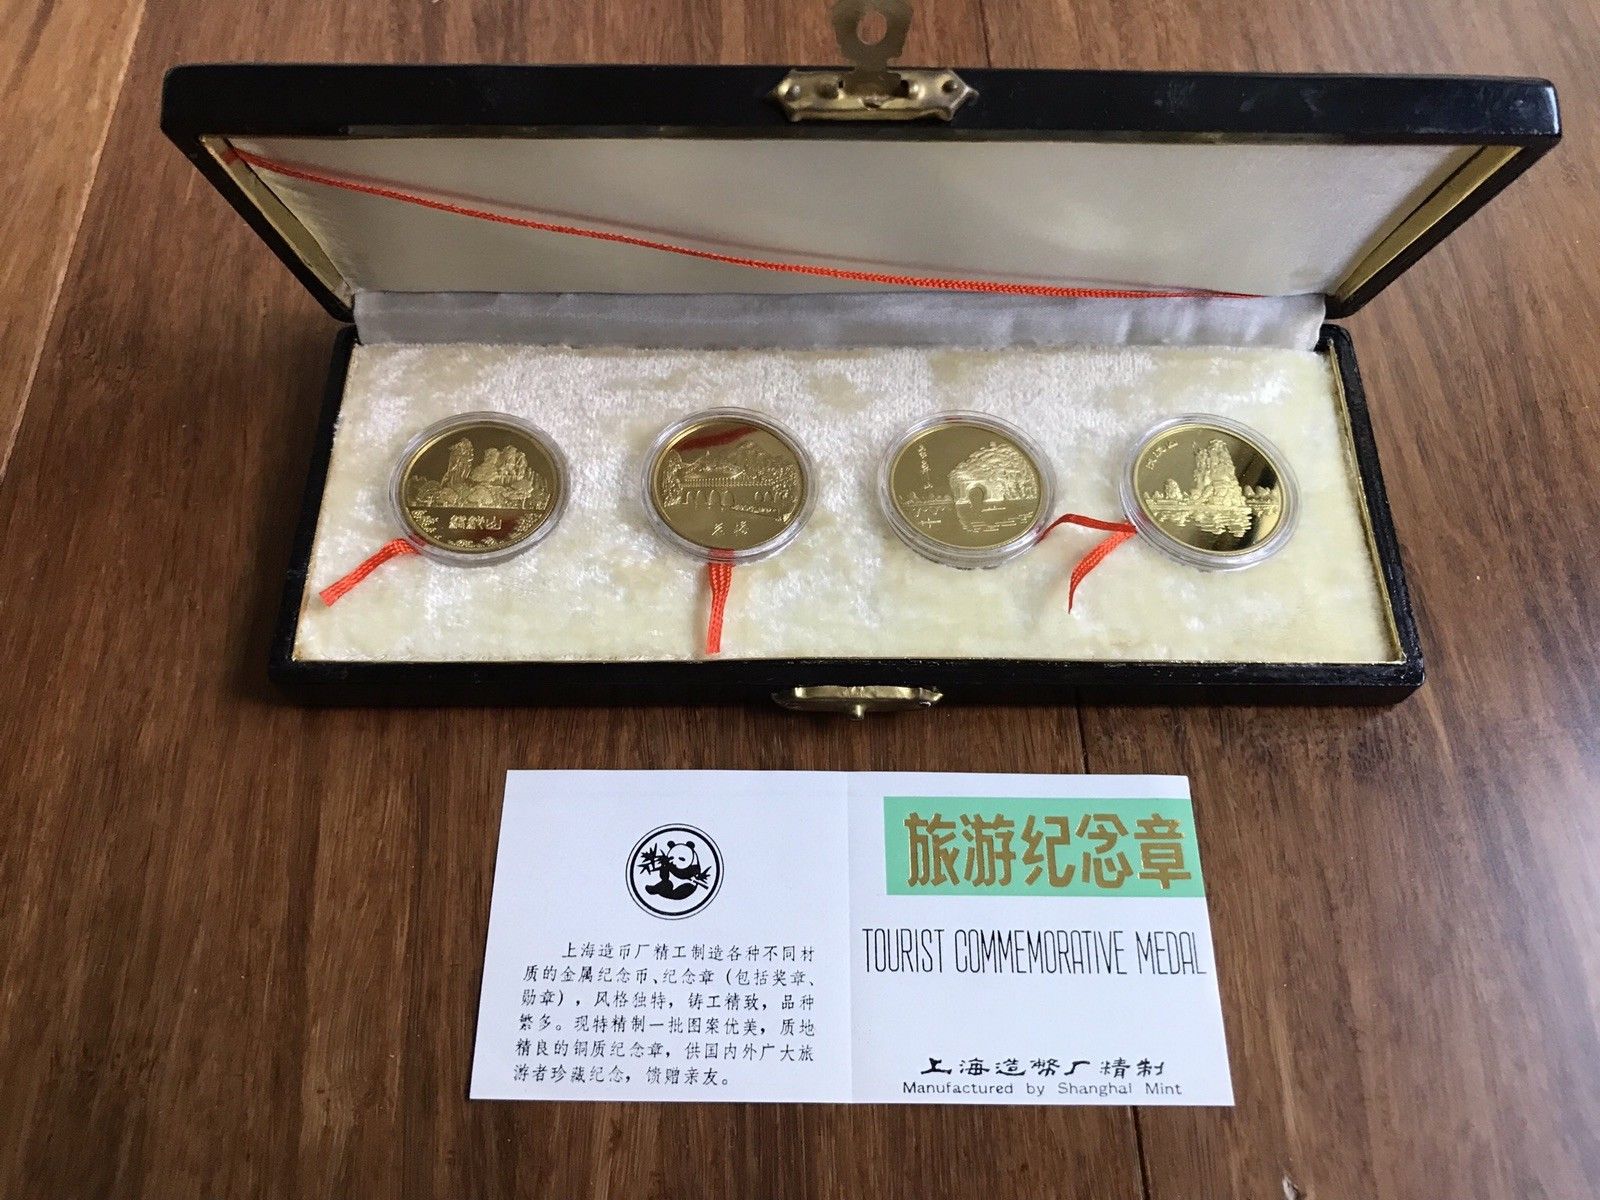 上海造币厂精工制造各种不同材
质的金属纪念币、纪念章（包括奖章、
勋章），风格独特，铸工精致，品种
繁多。现特精制一批图案优美，质地
精良的铜质纪念章，供国内外广大旅
游者珍藏纪念，馈赠亲友。
旅游纪念章
TOURIST COMMEMORATIVE MEDAL
上海造幣厂精制
Manufactured by Shanghai Mint